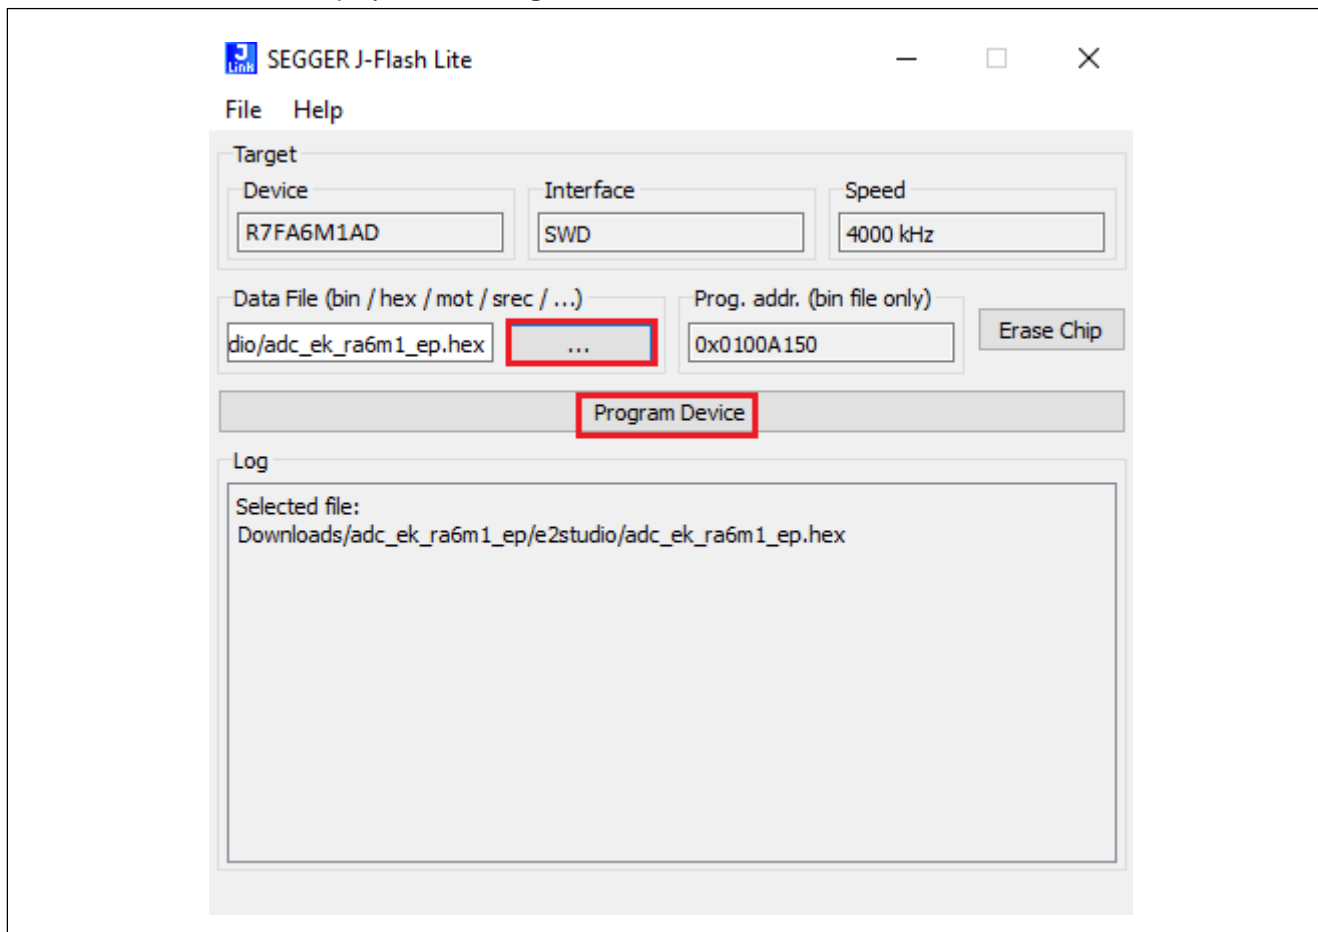 J
Link
SEGGER J-Flash Lite
File Help
Target
Device Interface Speed
R7FA6M1AD SWD 4000 kHz
Data File (bin / hex / mot / srec / ...) Prog. addr. (bin file only)
dio/adc_ek_ra6m1_ep.hex ... 0x0100A150 Erase Chip
Program Device
Log
Selected file:
Downloads/adc_ek_ra6m1_ep/e2studio/adc_ek_ra6m1_ep.hex